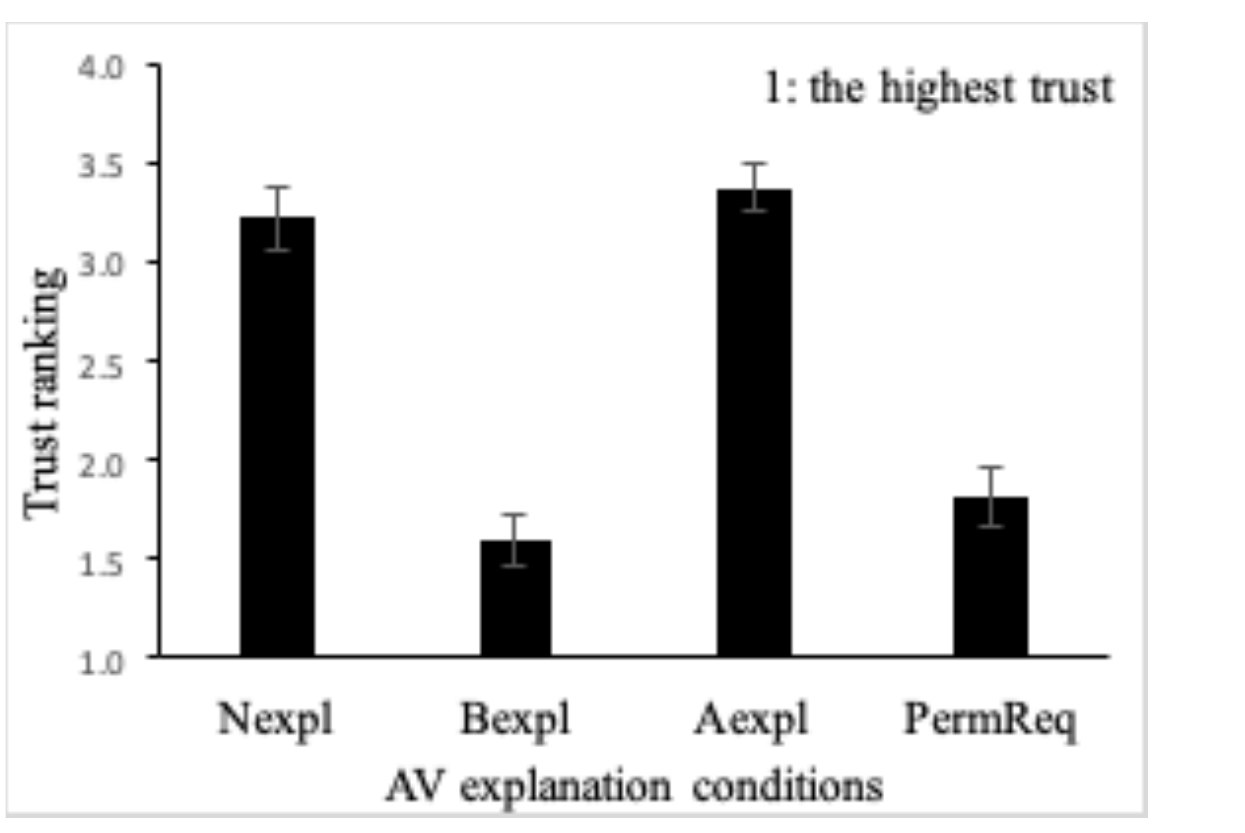 1: the highest trust
4.0
3.5
3.0
2.5
2.0
1.5
1.0
Trust ranking
Nexpl Bexpl Aexpl PermReq
AV explanation conditions